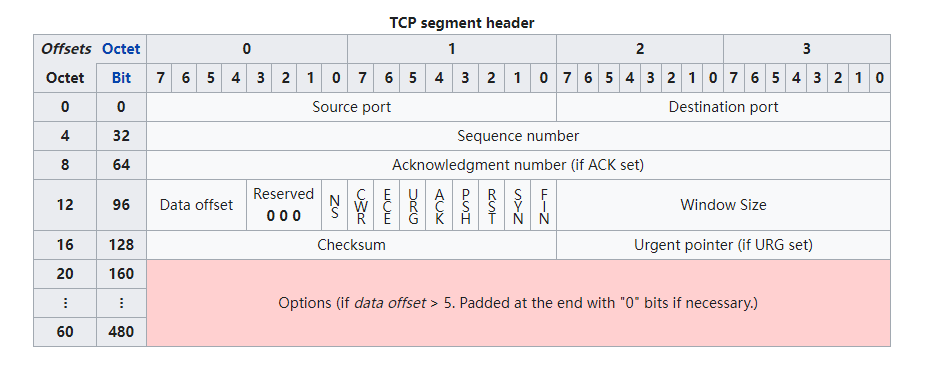 TCP segment header
Offsets Octet 0 1 2 3
Octet Bit 7 6 5 4 3 2 1 0 7 6 5 4 3 2 1 0 7 6 5 4 3 2 1 0 7 6 5 4 3 2 1 0
0 0 Source port Destination port
4 32 Sequence number
8 64 Acknowledgment number (if ACK set)
12 96 Data offset Reserved 0 0 0 NS CWR ECE URG ACK PSH RST SYN FIN Window Size
16 128 Checksum Urgent pointer (if URG set)
20 160
⋮ ⋮ Options (if data offset > 5. Padded at the end with "0" bits if necessary.)
60 480